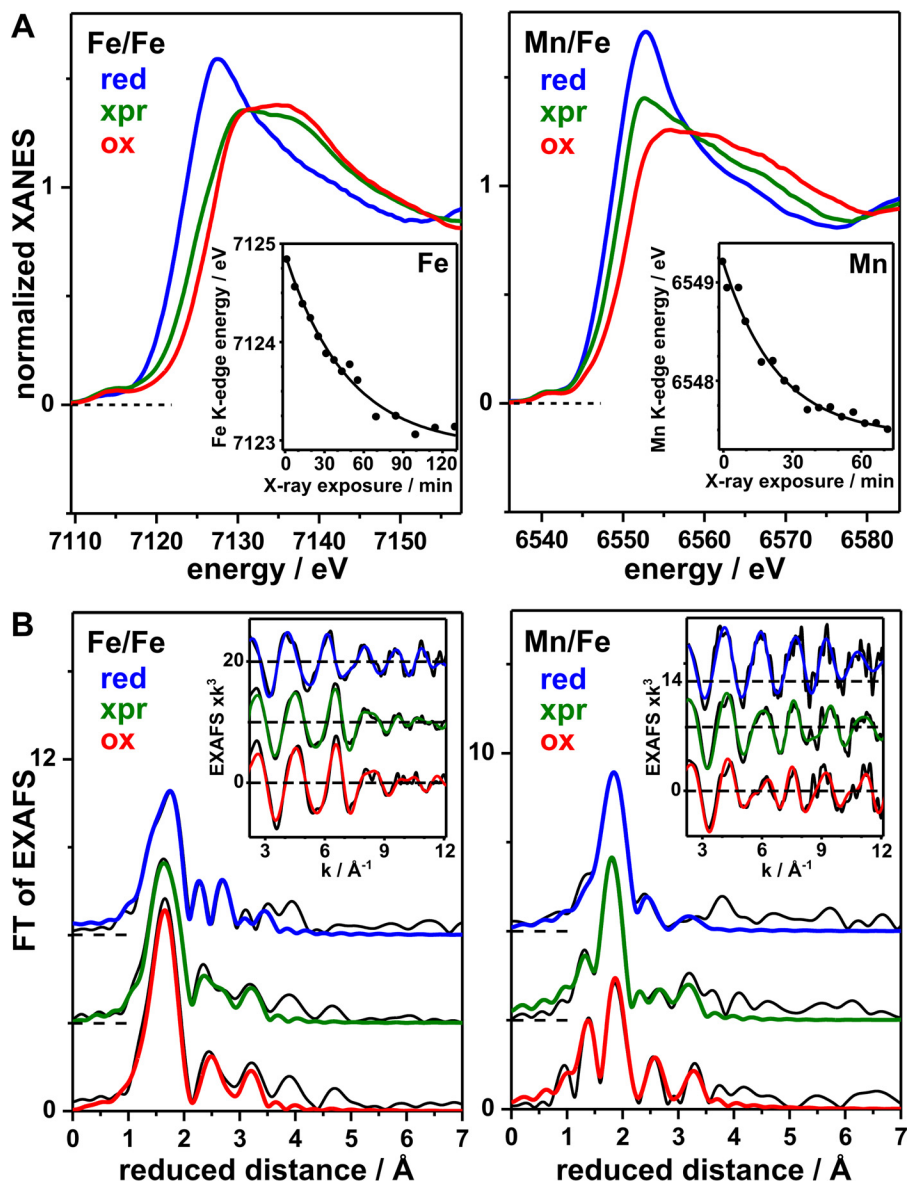 A
Fe/Fe
red
xpr
ox
normalized XANES
1
0
7110 7120 7130 7140 7150
energy / eV
Fe
Fe K-edge energy / eV
7125
7124
7123
0 30 60 90 120
X-ray exposure / min
Mn/Fe
red
xpr
ox
1
0
6540 6550 6560 6570 6580
energy / eV
Mn
Mn K-edge energy / eV
6549
6548
0 30 60
X-ray exposure / min
B
Fe/Fe
red
xpr
ox
FT of EXAFS
12
0
0 1 2 3 4 5 6 7
reduced distance / Å
EXAFS xk³
20
10
0
3 6 9 12
k / Å⁻¹
Mn/Fe
red
xpr
ox
10
0
0 1 2 3 4 5 6 7
reduced distance / Å
EXAFS xk³
14
0
3 6 9 12
k / Å⁻¹